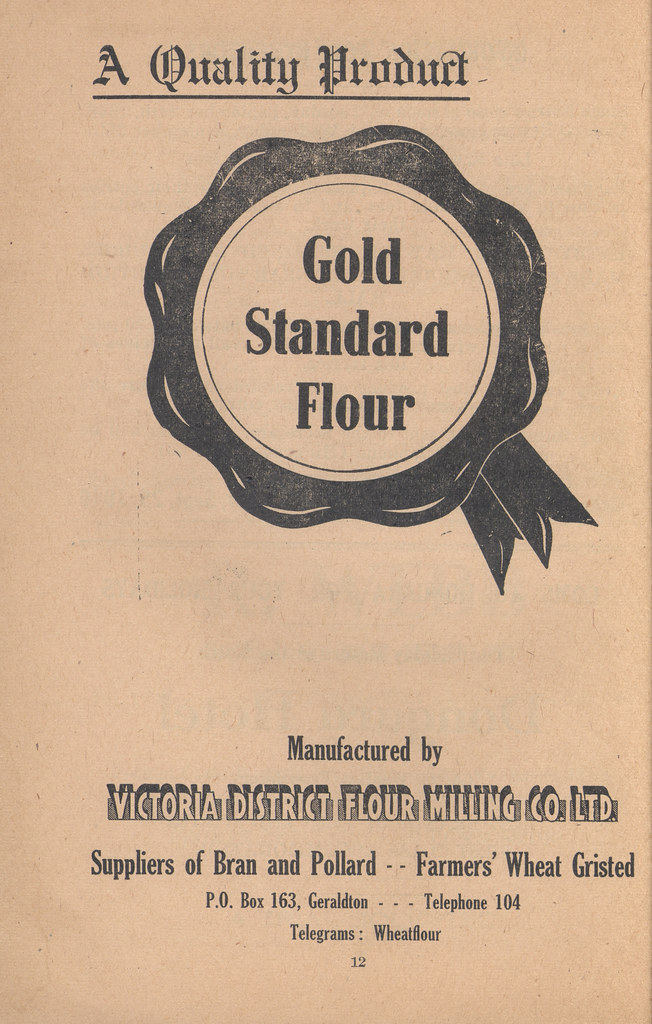 A Quality Product
Gold
Standard
Flour
Manufactured by
VICTORIA DISTRICT FLOUR MILLING CO. LTD.
Suppliers of Bran and Pollard - - Farmers' Wheat Gristed
P.O. Box 163, Geraldton - - - Telephone 104
Telegrams : Wheatflour
12